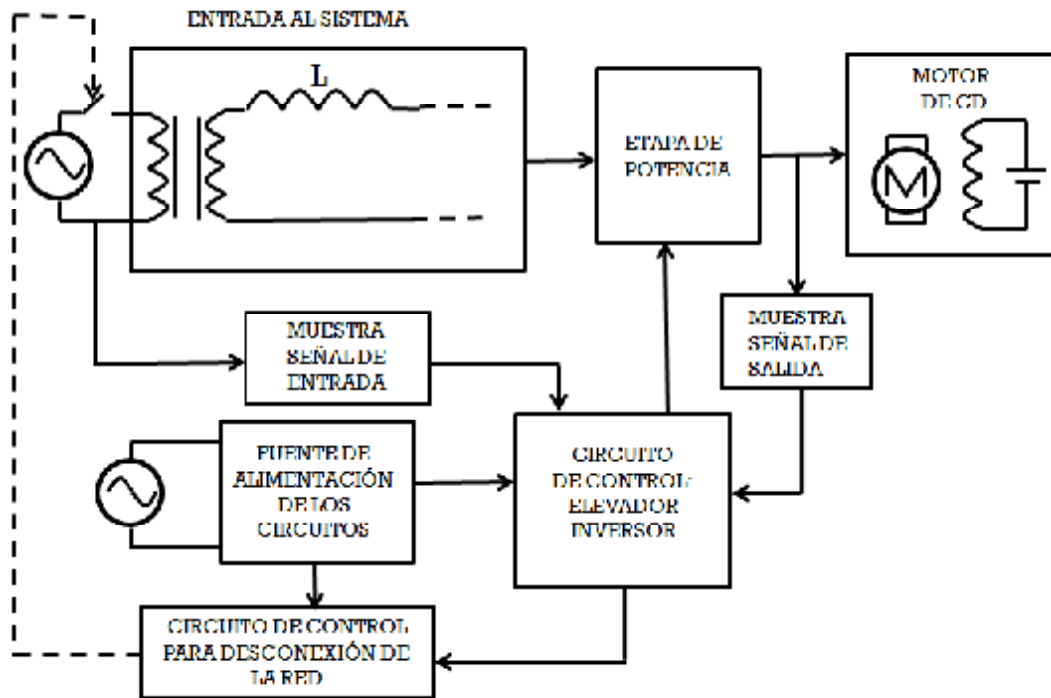 ENTRADA AL SISTEMA
L
ETAPA DE
POTENCIA
MOTOR
DE CD
M
MUESTRA
SEÑAL DE
ENTRADA
MUESTRA
SEÑAL DE
SALIDA
FUENTE DE
ALIMENTACIÓN
DE LOS
CIRCUITOS
CIRCUITO
DE CONTROL:
ELEVADOR
INVERSOR
CIRCUITO DE CONTROL
PARA DESCONEXIÓN DE
LA RED